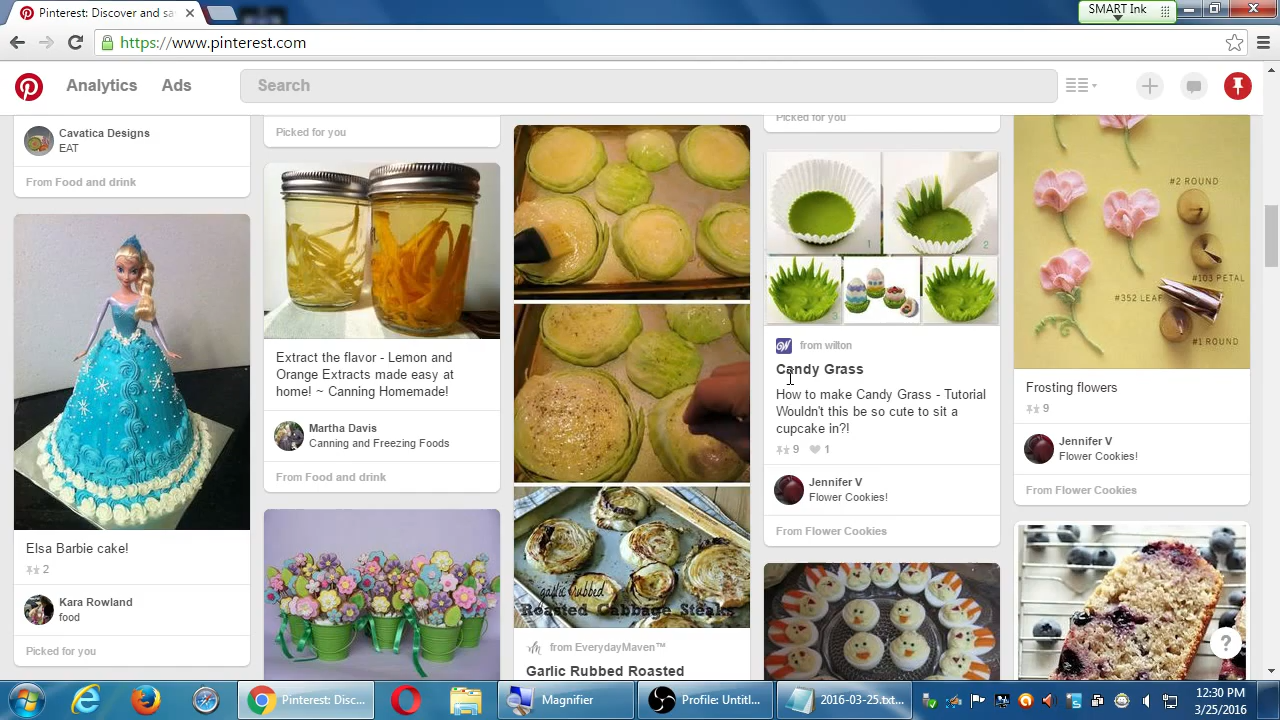 Pinterest: Discover and sa
SMART Ink
https://www.pinterest.com
Analytics
Ads
Search
Cavatica Designs
EAT
From Food and drink
Elsa Barbie cake!
2
Kara Rowland
food
Picked for you
Picked for you
Extract the flavor - Lemon and
Orange Extracts made easy at
home! ~ Canning Homemade!
Martha Davis
Canning and Freezing Foods
From Food and drink
garlic rubbed
Roasted Cabbage Steaks
from EverydayMaven™
Garlic Rubbed Roasted
Picked for you
1
2
3
from wilton
Candy Grass
How to make Candy Grass - Tutorial
Wouldn't this be so cute to sit a
cupcake in?!
9 1
Jennifer V
Flower Cookies!
From Flower Cookies
#2 ROUND
#103 PETAL
#352 LEAF
#1 ROUND
Frosting flowers
9
Jennifer V
Flower Cookies!
From Flower Cookies
?
Pinterest: Disc...
Magnifier
Profile: Untitl...
2016-03-25.txt...
12:30 PM
3/25/2016